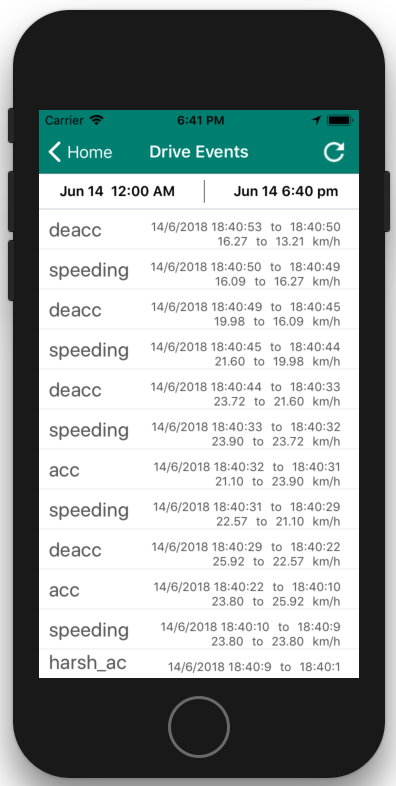 Carrier 6:41 PM
Home Drive Events
Jun 14 12:00 AM Jun 14 6:40 pm
deacc 14/6/2018 18:40:53 to 18:40:50
16.27 to 13.21 km/h
speeding 14/6/2018 18:40:50 to 18:40:49
16.09 to 16.27 km/h
deacc 14/6/2018 18:40:49 to 18:40:45
19.98 to 16.09 km/h
speeding 14/6/2018 18:40:45 to 18:40:44
21.60 to 19.98 km/h
deacc 14/6/2018 18:40:44 to 18:40:33
23.72 to 21.60 km/h
speeding 14/6/2018 18:40:33 to 18:40:32
23.90 to 23.72 km/h
acc 14/6/2018 18:40:32 to 18:40:31
21.10 to 23.90 km/h
speeding 14/6/2018 18:40:31 to 18:40:29
22.57 to 21.10 km/h
deacc 14/6/2018 18:40:29 to 18:40:22
25.92 to 22.57 km/h
acc 14/6/2018 18:40:22 to 18:40:10
23.80 to 25.92 km/h
speeding 14/6/2018 18:40:10 to 18:40:9
23.80 to 23.80 km/h
harsh_ac 14/6/2018 18:40:9 to 18:40:1